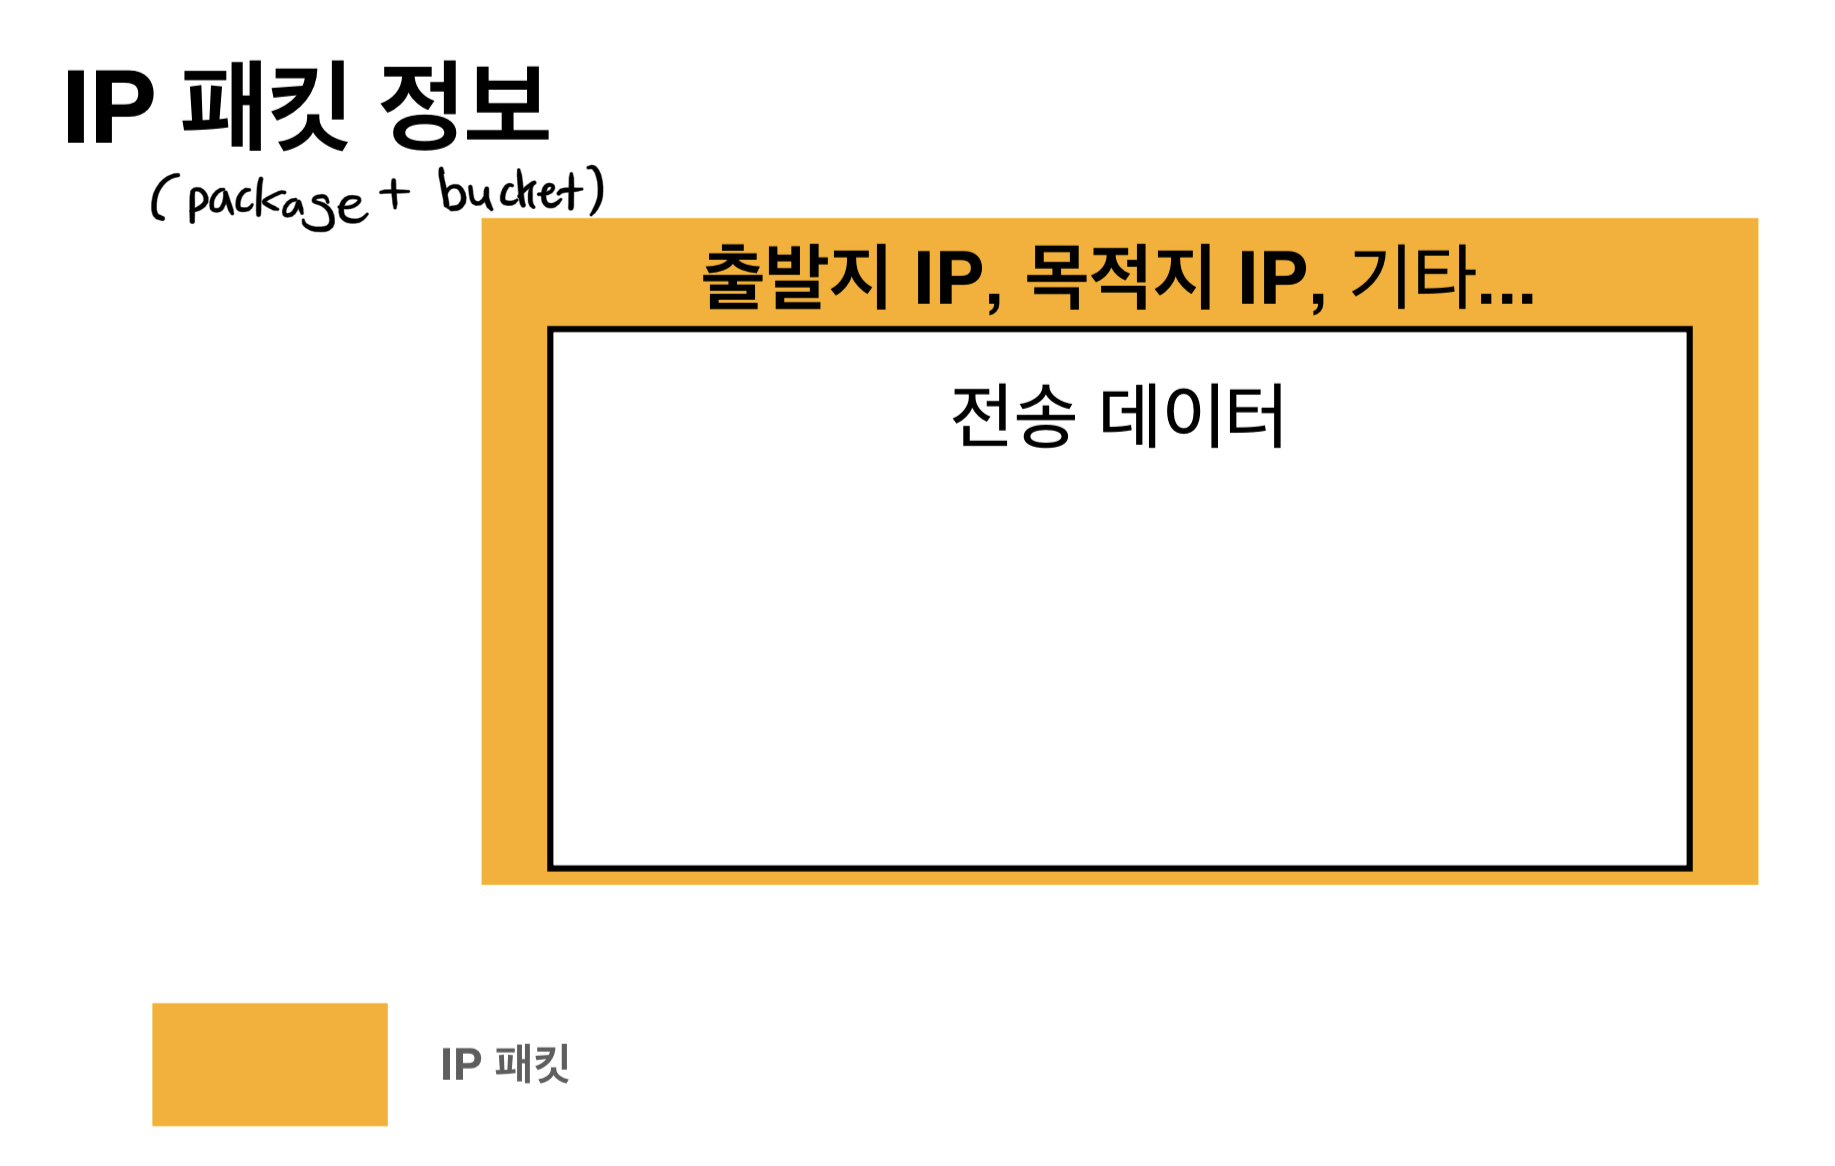 IP 패킷 정보
(package + bucket)
출발지 IP, 목적지 IP, 기타...
전송 데이터
IP 패킷